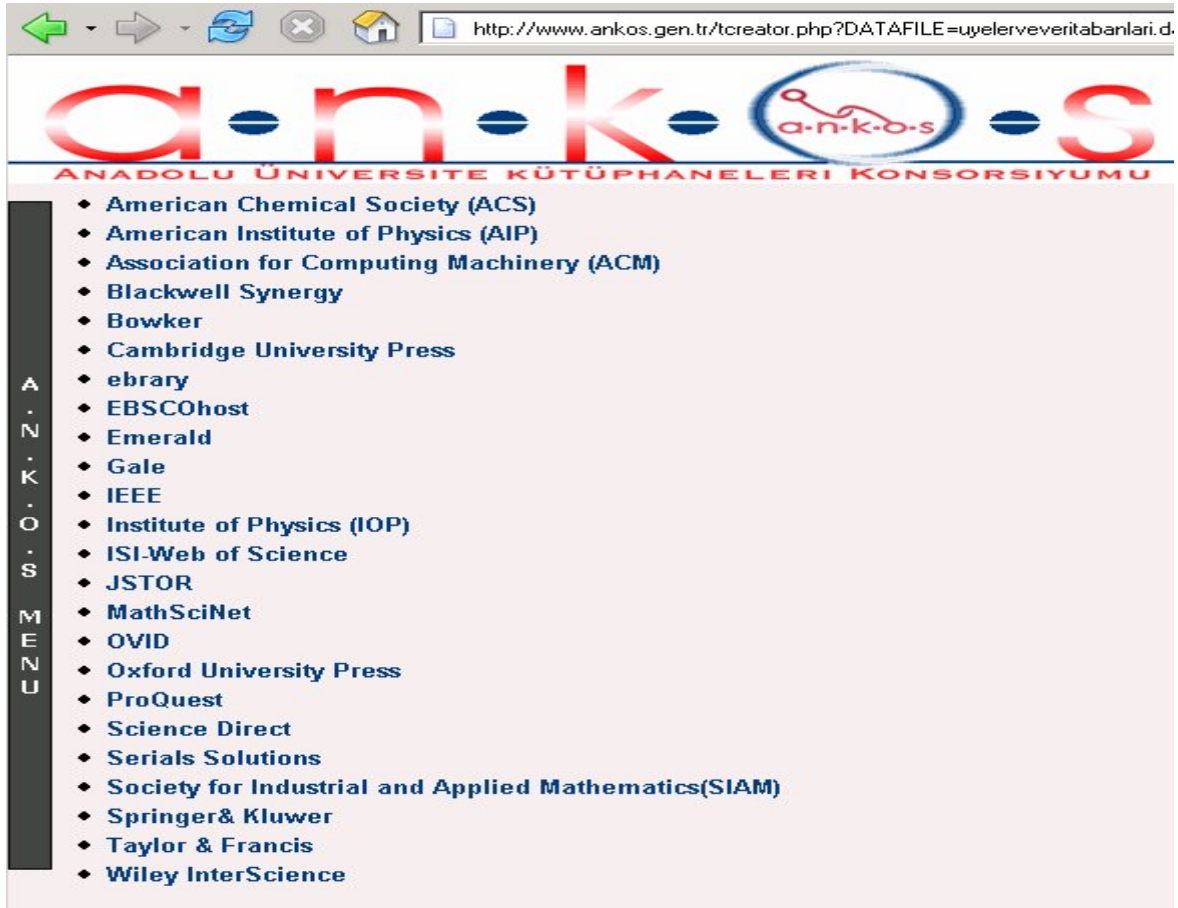 http://www.ankos.gen.tr/tcreator.php?DATAFILE=uyelerveveritabanlari.da
a·n·k·o·s
a·n·k·o·s
ANADOLU ÜNIVERSITE KÜTÜPHANELERI KONSORSIYUMU
A.N.K.O.S MENU
American Chemical Society (ACS)
American Institute of Physics (AIP)
Association for Computing Machinery (ACM)
Blackwell Synergy
Bowker
Cambridge University Press
ebrary
EBSCOhost
Emerald
Gale
IEEE
Institute of Physics (IOP)
ISI-Web of Science
JSTOR
MathSciNet
OVID
Oxford University Press
ProQuest
Science Direct
Serials Solutions
Society for Industrial and Applied Mathematics(SIAM)
Springer& Kluwer
Taylor & Francis
Wiley InterScience